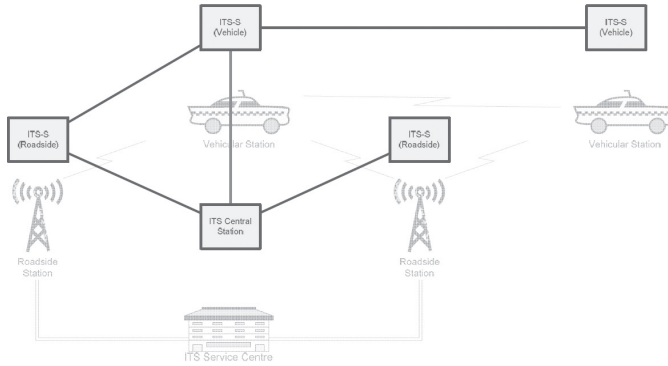 ITS-S
(Vehicle)
ITS-S
(Vehicle)
ITS-S
(Roadside)
Vehicular Station
ITS-S
(Roadside)
Vehicular Station
ITS Central
Station
Roadside
Station
Roadside
Station
ITS Service Centre